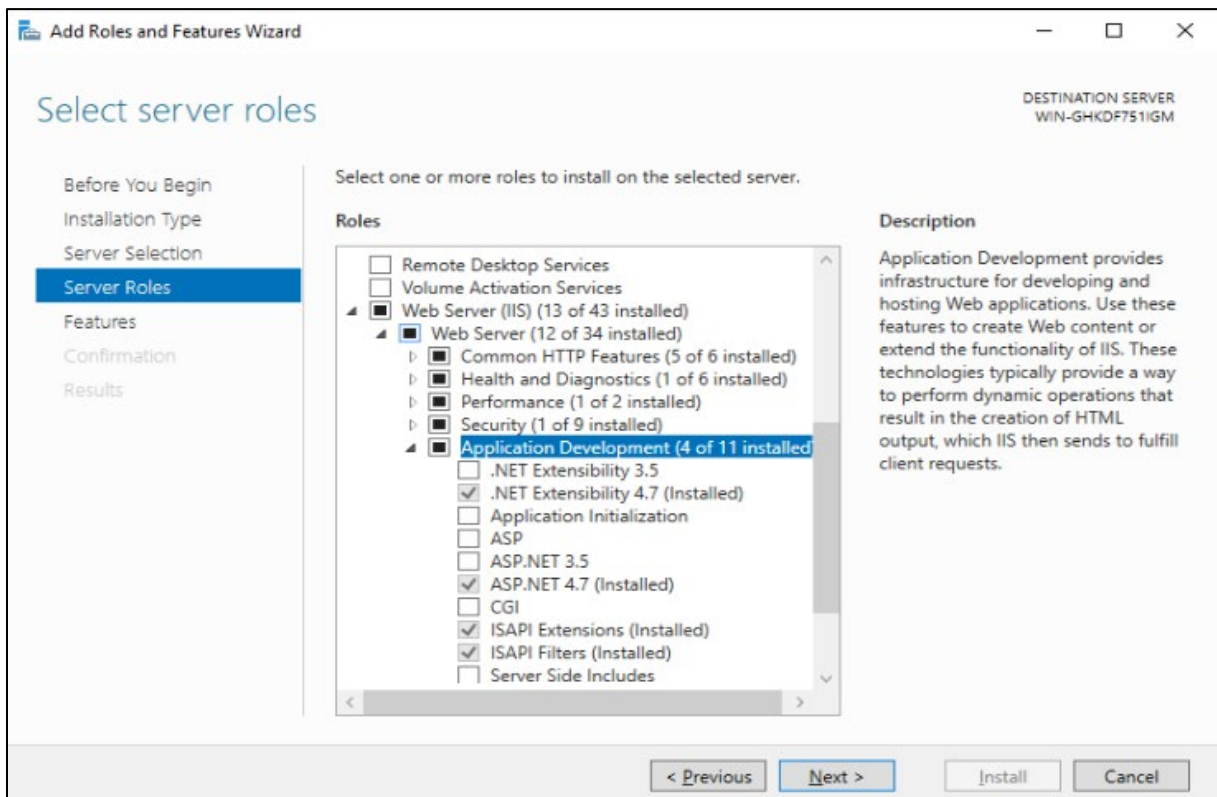 Add Roles and Features Wizard
Select server roles
DESTINATION SERVER
WIN-GHKDF751IGM
Before You Begin
Installation Type
Server Selection
Server Roles
Features
Confirmation
Results
Select one or more roles to install on the selected server.
Roles
Remote Desktop Services
Volume Activation Services
Web Server (IIS) (13 of 43 installed)
Web Server (12 of 34 installed)
Common HTTP Features (5 of 6 installed)
Health and Diagnostics (1 of 6 installed)
Performance (1 of 2 installed)
Security (1 of 9 installed)
Application Development (4 of 11 installed
.NET Extensibility 3.5
.NET Extensibility 4.7 (Installed)
Application Initialization
ASP
ASP.NET 3.5
ASP.NET 4.7 (Installed)
CGI
ISAPI Extensions (Installed)
ISAPI Filters (Installed)
Server Side Includes
Description
Application Development provides
infrastructure for developing and
hosting Web applications. Use these
features to create Web content or
extend the functionality of IIS. These
technologies typically provide a way
to perform dynamic operations that
result in the creation of HTML
output, which IIS then sends to fulfill
client requests.
< Previous
Next >
Install
Cancel